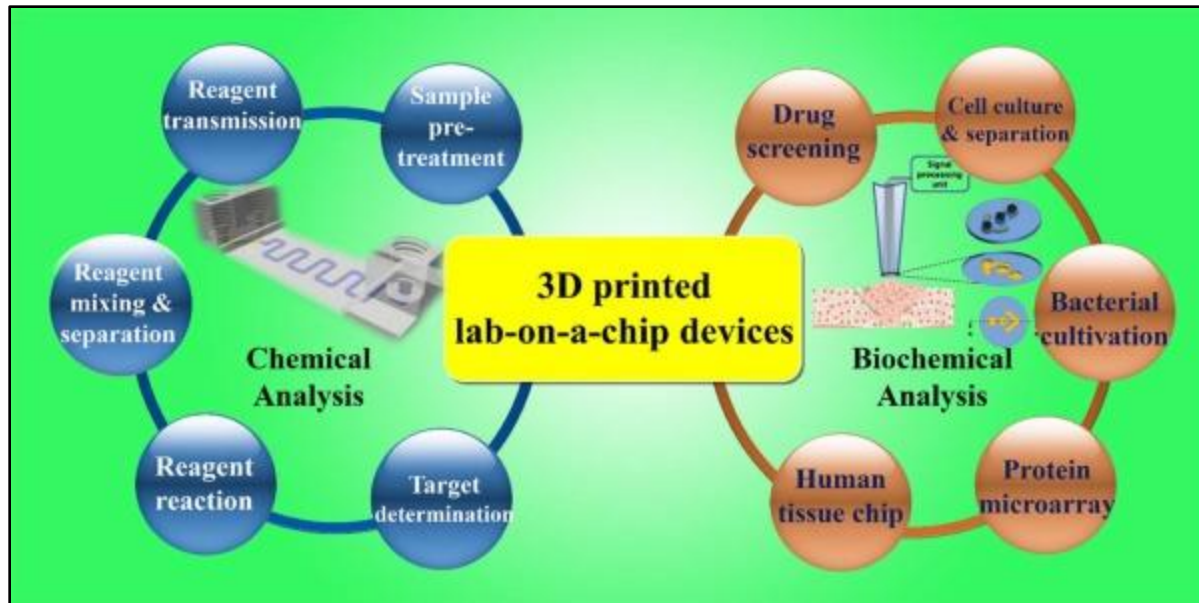 Reagent
transmission
Sample
pre-
treatment
Reagent
mixing &
separation
Chemical
Analysis
Reagent
reaction
Target
determination
3D printed
lab-on-a-chip devices
Drug
screening
Cell culture
& separation
Signal
processing
unit
Bacterial
cultivation
Biochemical
Analysis
Human
tissue chip
Protein
microarray